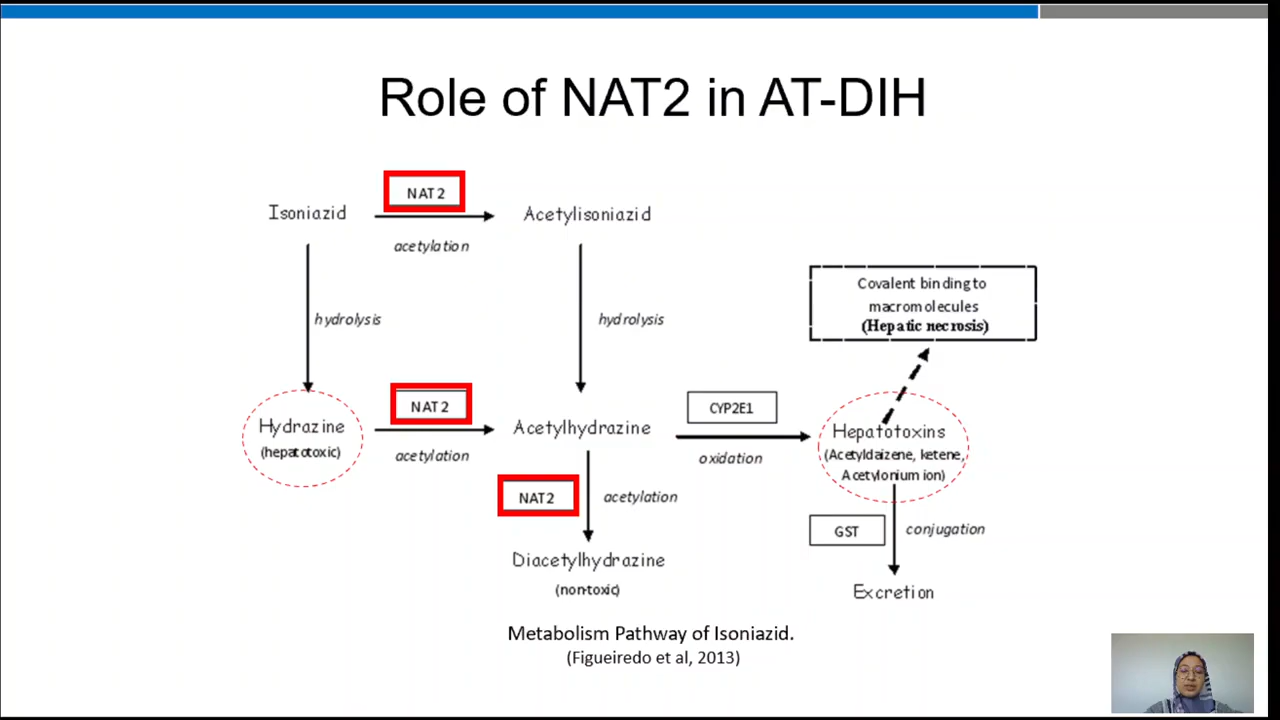 Role of NAT2 in AT-DIH
NAT2
Isoniazid
Acetylisoniazid
acetylation
Covalent binding to
macromolecules
(Hepatic necrosis)
hydrolysis
hydrolysis
NAT2
CYP2E1
Hydrazine
(hepatotoxic)
Acetylhydrazine
Hepatotoxins
(Acetyldaizene, ketene,
Acetylonium ion)
acetylation
oxidation
NAT2
acetylation
GST
conjugation
Diacetylhydrazine
(non-toxic)
Excretion
Metabolism Pathway of Isoniazid.
(Figueiredo et al, 2013)